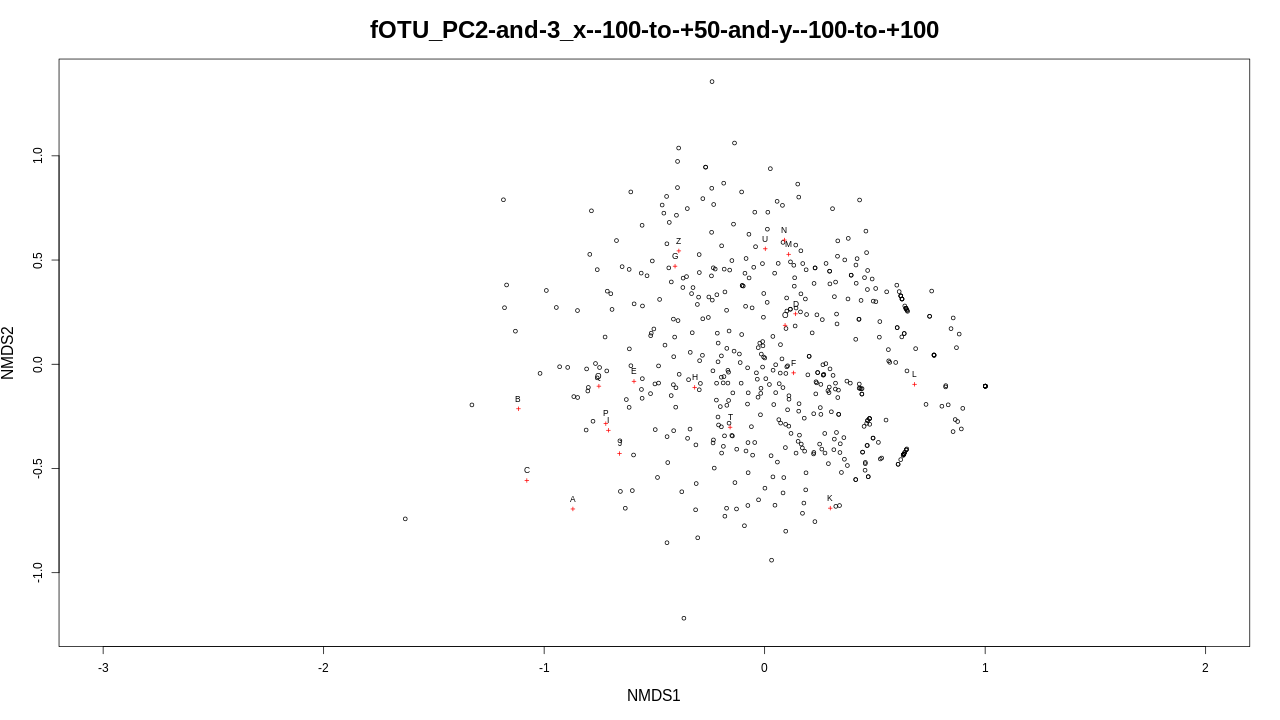 fOTU_PC2-and-3_x--100-to-+50-and-y--100-to-+100
NMDS2
1.0
0.5
0.0
-0.5
-1.0
Z
G
U
N
M
D
O
F
E
H
L
Q
B
P
I
T
S
C
A
K
-3
-2
-1
0
1
2
NMDS1